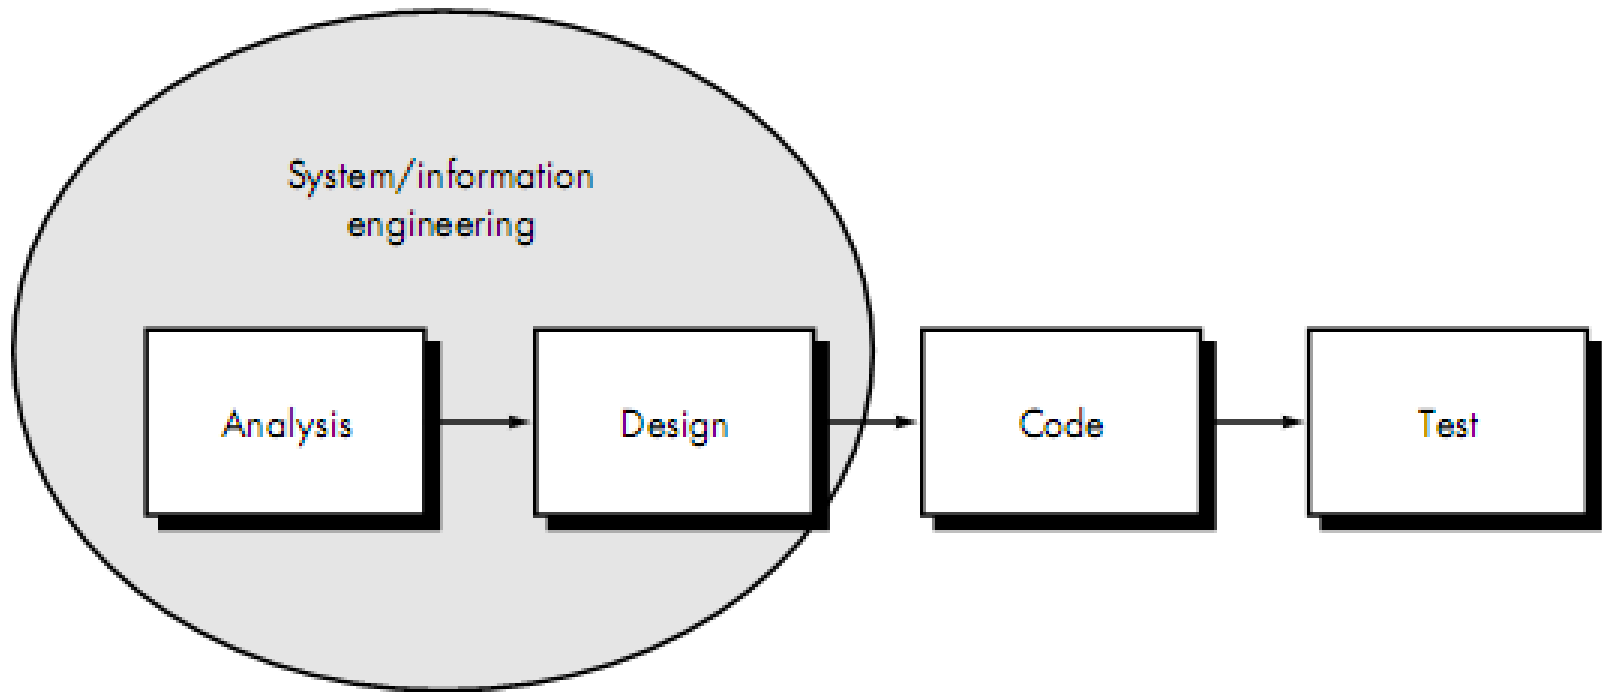 System/information
engineering
Analysis
Design
Code
Test